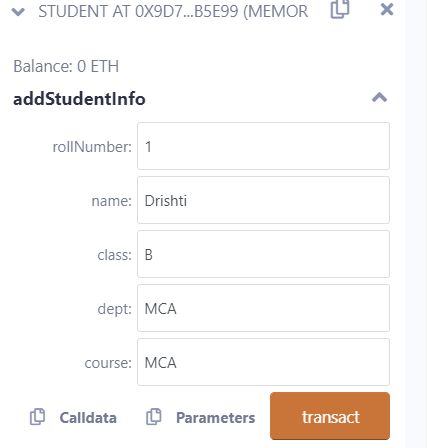 STUDENT AT 0X9D7...B5E99 (MEMOR
Balance: 0 ETH
addStudentInfo
rollNumber: 1
name: Drishti
class: B
dept: MCA
course: MCA
Calldata Parameters transact